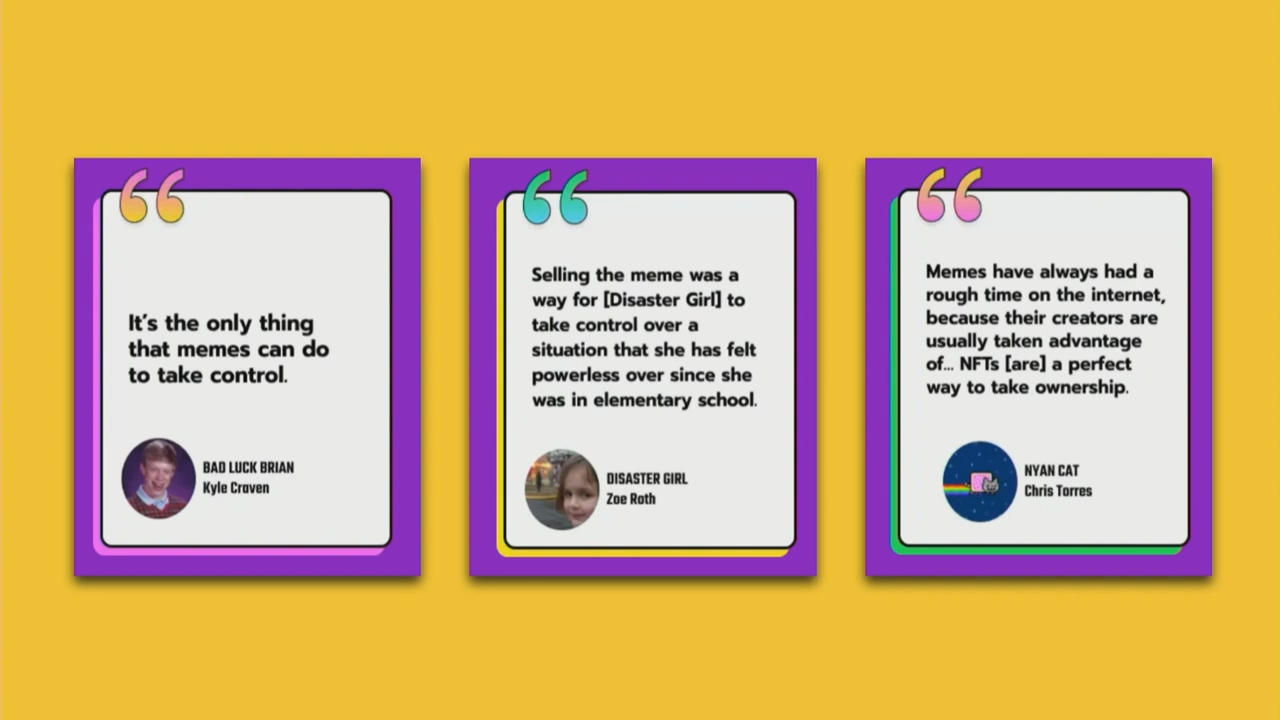 “
It's the only thing
that memes can do
to take control.
BAD LUCK BRIAN
Kyle Craven
“
Selling the meme was a
way for [Disaster Girl] to
take control over a
situation that she has felt
powerless over since she
was in elementary school.
DISASTER GIRL
Zoe Roth
“
Memes have always had a
rough time on the internet,
because their creators are
usually taken advantage
of... NFTs [are] a perfect
way to take ownership.
NYAN CAT
Chris Torres